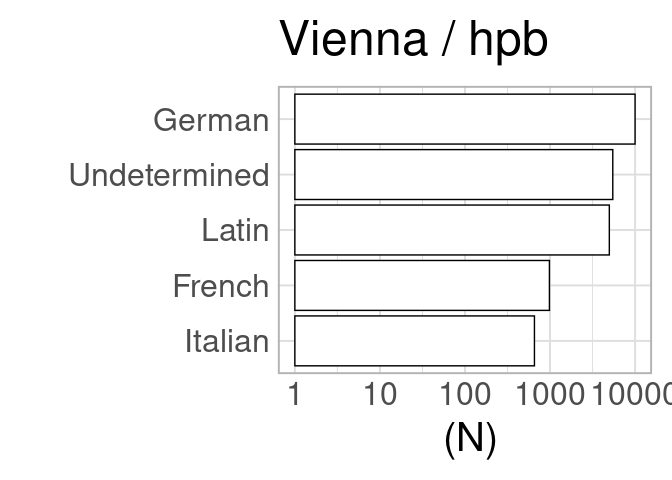 Vienna / hpb
German
Undetermined
Latin
French
Italian
1 10 100 1000 10000
(N)